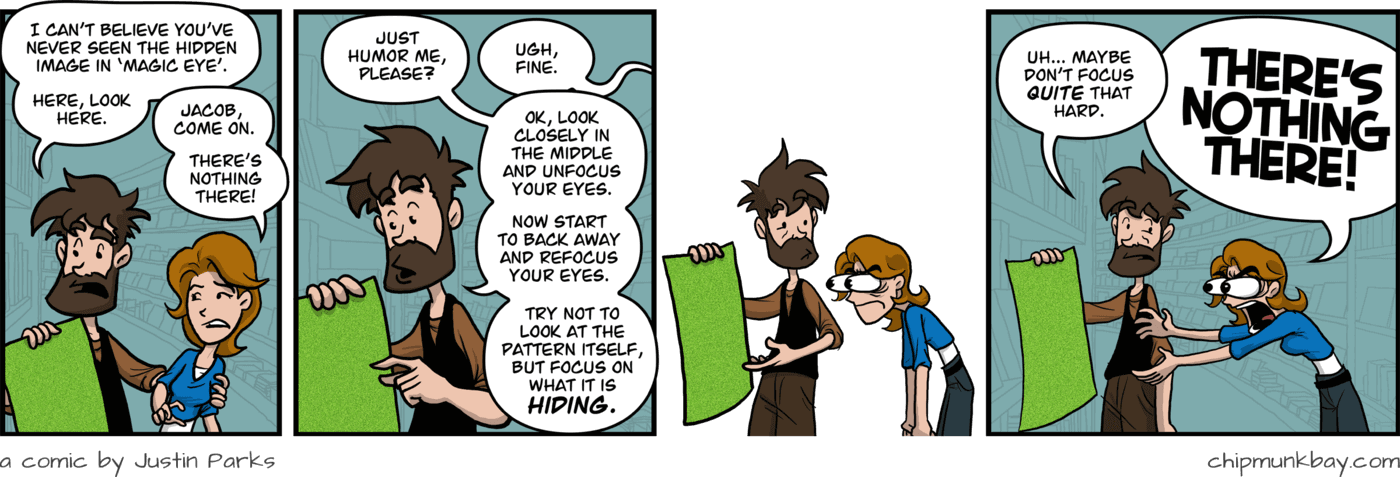 I CAN'T BELIEVE YOU'VE
NEVER SEEN THE HIDDEN
IMAGE IN 'MAGIC EYE'.
HERE, LOOK
HERE.
JACOB,
COME ON.
THERE'S
NOTHING
THERE!
JUST
HUMOR ME,
PLEASE?
UGH,
FINE.
OK, LOOK
CLOSELY IN
THE MIDDLE
AND UNFOCUS
YOUR EYES.
NOW START
TO BACK AWAY
AND REFOCUS
YOUR EYES.
TRY NOT TO
LOOK AT THE
PATTERN ITSELF,
BUT FOCUS ON
WHAT IT IS
HIDING.
UH... MAYBE
DON'T FOCUS
QUITE THAT
HARD.
THERE'S
NOTHING
THERE!
a comic by Justin Parks
chipmunkbay.com